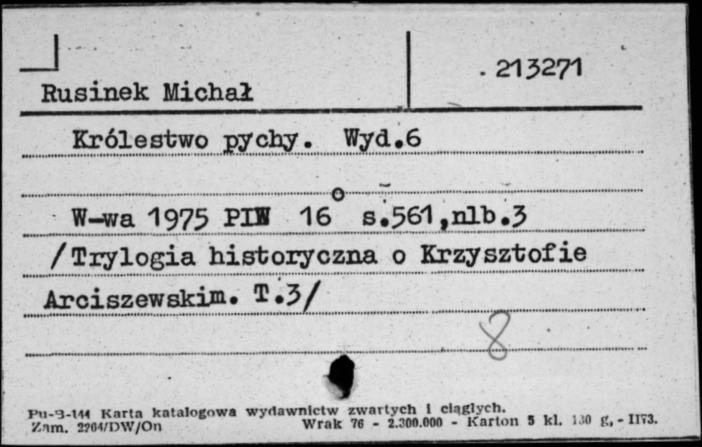 213271
Rusinek Michał
Królestwo pychy. Wyd.6
W-wa 1975 PIW 16° s.561,nlb.3
/Trylogia historyczna o Krzysztofie
Arciszewskim. T.3/
8
Pu-B-144 Karta katalogowa wydawnictw zwartych i ciągłych.
Zam. 2264/DW/On Wrak 76 - 2.300.000 - Karton 5 kl. 130 g, - II73.